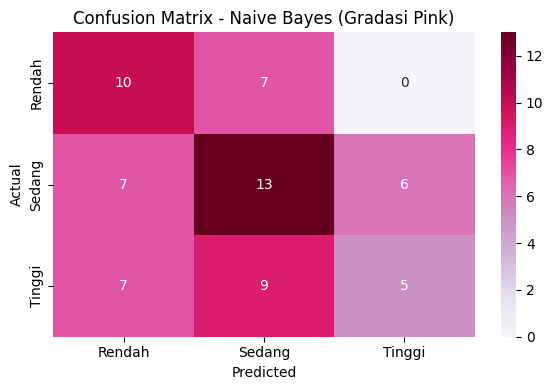 Confusion Matrix - Naive Bayes (Gradasi Pink)
Actual
Rendah
Sedang
Tinggi
10 7 0
7 13 6
7 9 5
Rendah Sedang Tinggi
Predicted
12
10
8
6
4
2
0